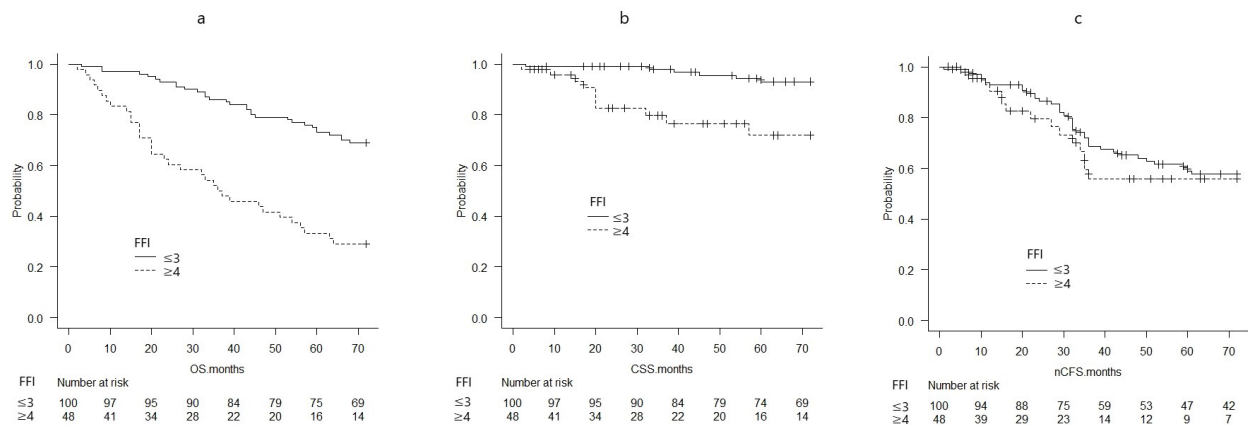 a
1.0
0.8
0.6
0.4
0.2
0.0
Probability
FFI
≤3
≥4
0 10 20 30 40 50 60 70
OS.months
FFI Number at risk
≤3 100 97 95 90 84 79 75 69
≥4 48 41 34 28 22 20 16 14
b
1.0
0.8
0.6
0.4
0.2
0.0
Probability
FFI
≤3
≥4
0 10 20 30 40 50 60 70
CSS.months
FFI Number at risk
≤3 100 97 95 90 84 79 74 69
≥4 48 41 34 28 22 20 16 14
c
1.0
0.8
0.6
0.4
0.2
0.0
Probability
FFI
≤3
≥4
0 10 20 30 40 50 60 70
nCFS.months
FFI Number at risk
≤3 100 94 88 75 59 53 47 42
≥4 48 39 29 23 14 12 9 7